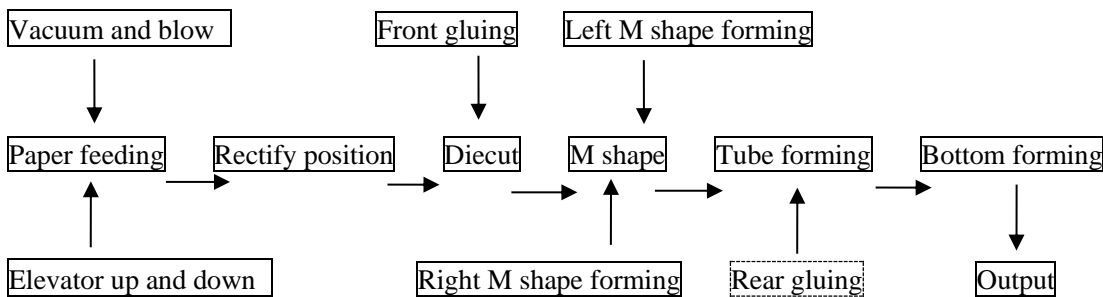 Vacuum and blow
Front gluing
Left M shape forming
Paper feeding
Rectify position
Diecut
M shape
Tube forming
Bottom forming
Elevator up and down
Right M shape forming
Rear gluing
Output